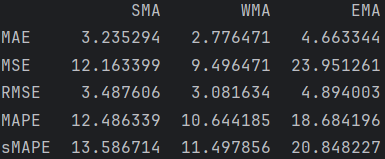 SMA WMA EMA
MAE 3.235294 2.776471 4.663344
MSE 12.163399 9.496471 23.951261
RMSE 3.487606 3.081634 4.894003
MAPE 12.486339 10.644185 18.684196
sMAPE 13.586714 11.497856 20.848227